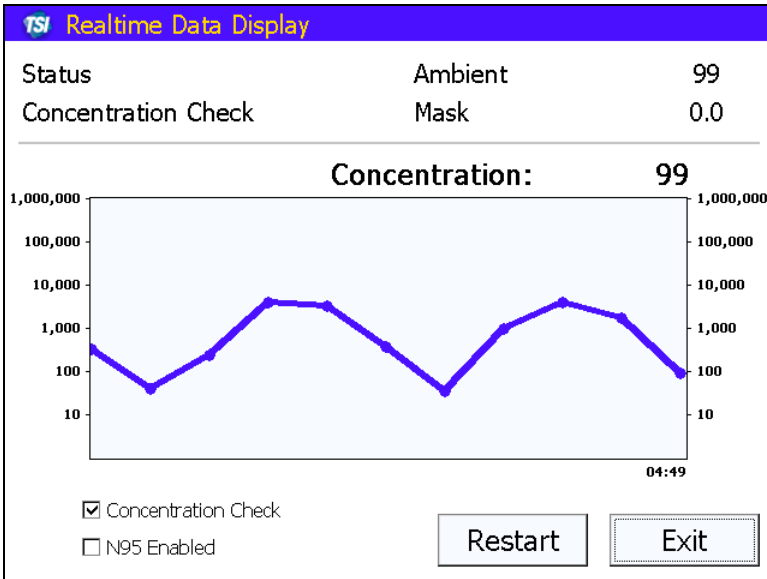 TSI Realtime Data Display
Status Ambient 99
Concentration Check Mask 0.0
Concentration: 99
1,000,000 1,000,000
100,000 100,000
10,000 10,000
1,000 1,000
100 100
10 10
04:49
Concentration Check
N95 Enabled
Restart Exit